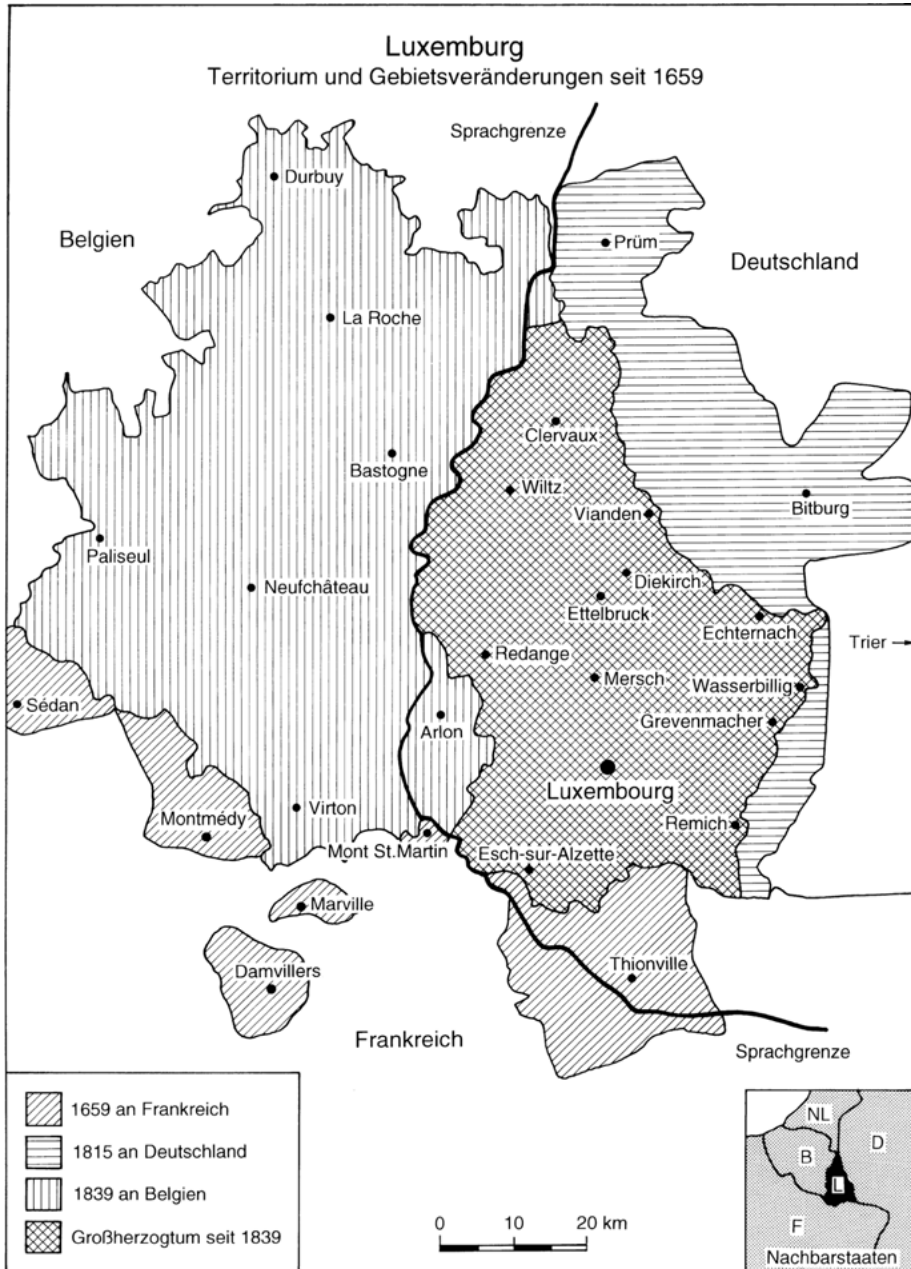 Luxemburg
Territorium und Gebietsveränderungen seit 1659
Sprachgrenze
Durbuy
Belgien
Prüm
Deutschland
La Roche
Clervaux
Bastogne
Wiltz
Bitburg
Vianden
Paliseul
Diekirch
Neufchâteau
Ettelbruck
Echternach
Trier →
Redange
Mersch
Wasserbillig
Sédan
Arlon
Grevenmacher
Luxembourg
Virton
Montmédy
Remich
Mont St.Martin
Esch-sur-Alzette
Marville
Thionville
Damvillers
Frankreich
Sprachgrenze
1659 an Frankreich
1815 an Deutschland
1839 an Belgien
Großherzogtum seit 1839
0 10 20 km
NL
D
B
L
F
Nachbarstaaten